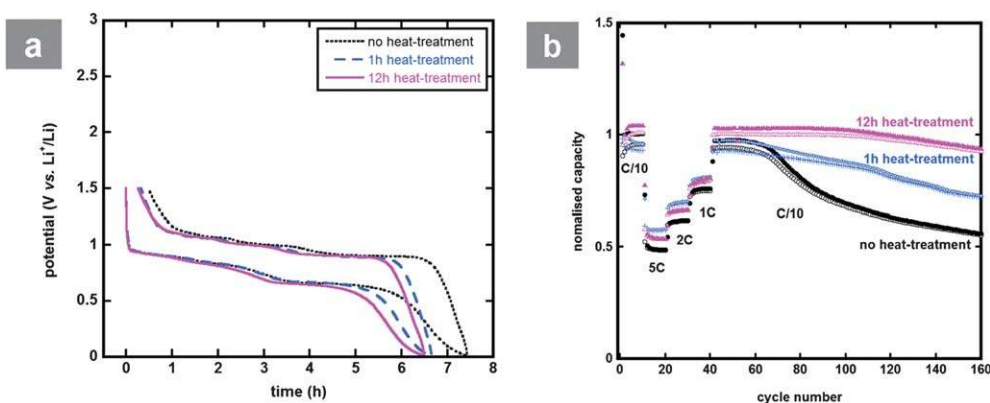 a
3
2.5
2
1.5
1
0.5
0
potential (V vs. Li+/Li)
no heat-treatment
1h heat-treatment
12h heat-treatment
0 1 2 3 4 5 6 7 8
time (h)
b
1.5
1
0.5
nomalised capacity
12h heat-treatment
1h heat-treatment
no heat-treatment
C/10
5C
2C
1C
C/10
0 20 40 60 80 100 120 140 160
cycle number